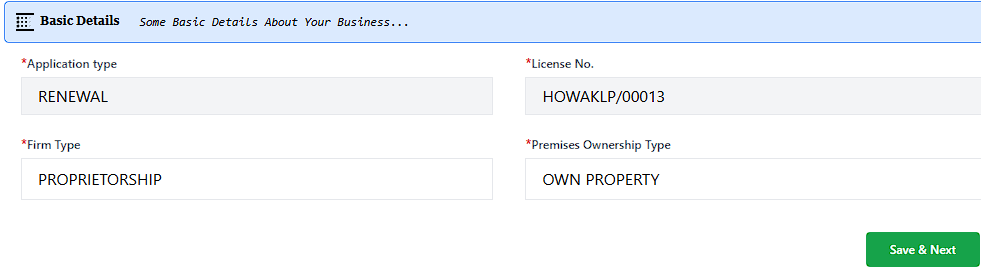 Basic Details Some Basic Details About Your Business...
*Application type *License No.
RENEWAL HOWAKLP/00013
*Firm Type *Premises Ownership Type
PROPRIETORSHIP OWN PROPERTY
Save & Next